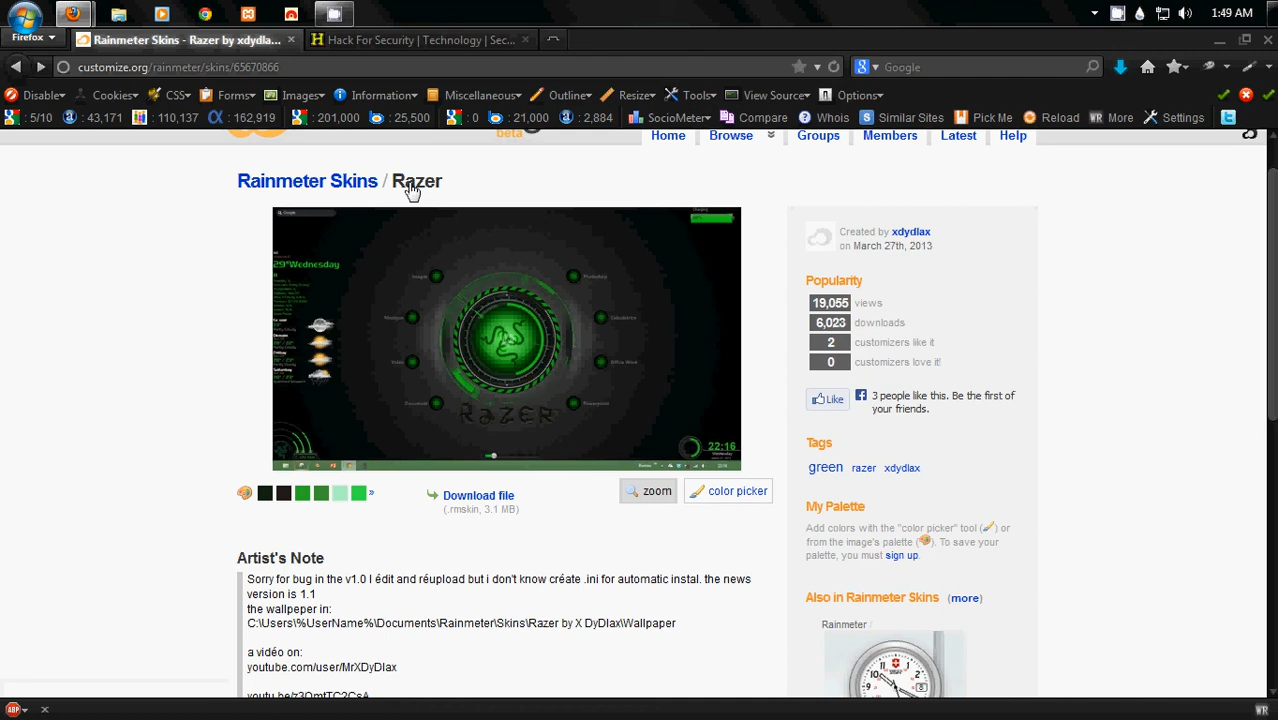 1:49 AM
Firefox
Rainmeter Skins - Razer by xdydla...
Hack For Security | Technology | Sec...
customize.org/rainmeter/skins/65670866
Google
Disable
Cookies
CSS
Forms
Images
Information
Miscellaneous
Outline
Resize
Tools
View Source
Options
5/10
43,171
110,137
162,919
201,000
25,500
0
21,000
2,884
SocioMeter
Compare
Whois
Similar Sites
Pick Me
Reload
WR More
Settings
beta
Home
Browse
Groups
Members
Latest
Help
Rainmeter Skins / Razer
Google
29°Wednesday
RaZER
22:16
Created by xdydlax
on March 27th, 2013
Popularity
19,055 views
6,023 downloads
2 customizers like it
0 customizers love it!
Like
3 people like this. Be the first of
your friends.
Tags
green razer xdydlax
My Palette
Add colors with the "color picker" tool ( ) or
from the image's palette ( ). To save your
palette, you must sign up.
Also in Rainmeter Skins (more)
Rainmeter /
»
Download file
(.rmskin, 3.1 MB)
zoom
color picker
Artist's Note
Sorry for bug in the v1.0 I édit and réupload but i don't know créate .ini for automatic instal. the news
version is 1.1
the wallpeper in:
C:\Users\%UserName%\Documents\Rainmeter\Skins\Razer by X DyDlax\Wallpaper
a vidéo on:
youtube.com/user/MrXDyDlax
ABP
WR